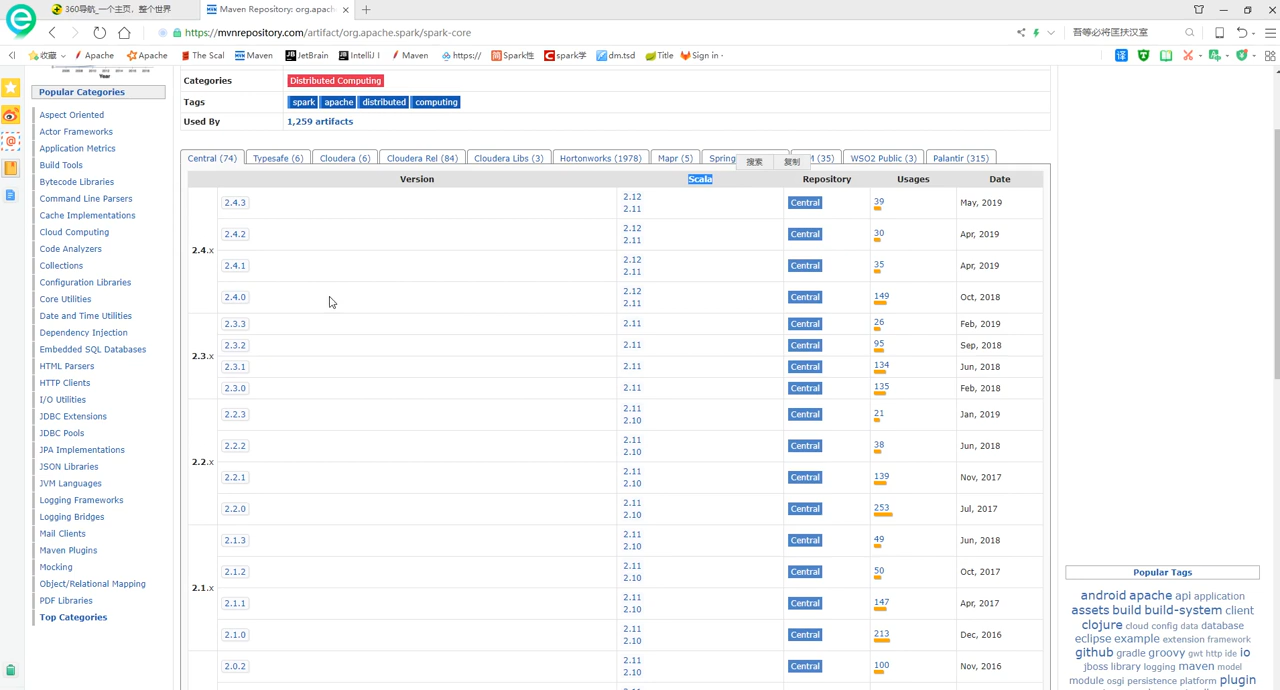 360导航_一个主页，整个世界
Maven Repository: org.apach
https://mvnrepository.com/artifact/org.apache.spark/spark-core
吾等必将匡扶汉室
收藏
Apache
Apache
The Scal
Maven
JetBrain
IntelliJ I
Maven
https://
Spark性
spark学
dm.tsd
Title
Sign in ·
译
Year
Popular Categories
Aspect Oriented
Actor Frameworks
Application Metrics
Build Tools
Bytecode Libraries
Command Line Parsers
Cache Implementations
Cloud Computing
Code Analyzers
Collections
Configuration Libraries
Core Utilities
Date and Time Utilities
Dependency Injection
Embedded SQL Databases
HTML Parsers
HTTP Clients
I/O Utilities
JDBC Extensions
JDBC Pools
JPA Implementations
JSON Libraries
JVM Languages
Logging Frameworks
Logging Bridges
Mail Clients
Maven Plugins
Mocking
Object/Relational Mapping
PDF Libraries
Top Categories
Categories Distributed Computing
Tags spark apache distributed computing
Used By 1,259 artifacts
Central (74) Typesafe (6) Cloudera (6) Cloudera Rel (84) Cloudera Libs (3) Hortonworks (1978) Mapr (5) Spring (35) WSO2 Public (3) Palantir (315)
搜索 复制
Version Scala Repository Usages Date
2.4.x
2.4.3 2.12 2.11 Central 39 May, 2019
2.4.2 2.12 2.11 Central 30 Apr, 2019
2.4.1 2.12 2.11 Central 35 Apr, 2019
2.4.0 2.12 2.11 Central 149 Oct, 2018
2.3.x
2.3.3 2.11 Central 26 Feb, 2019
2.3.2 2.11 Central 95 Sep, 2018
2.3.1 2.11 Central 134 Jun, 2018
2.3.0 2.11 Central 135 Feb, 2018
2.2.x
2.2.3 2.11 2.10 Central 21 Jan, 2019
2.2.2 2.11 2.10 Central 38 Jun, 2018
2.2.1 2.11 2.10 Central 139 Nov, 2017
2.2.0 2.11 2.10 Central 253 Jul, 2017
2.1.x
2.1.3 2.11 2.10 Central 49 Jun, 2018
2.1.2 2.11 2.10 Central 50 Oct, 2017
2.1.1 2.11 2.10 Central 147 Apr, 2017
2.1.0 2.11 2.10 Central 213 Dec, 2016
2.0.2 2.11 2.10 Central 100 Nov, 2016
Popular Tags
android apache api application
assets build build-system client
clojure cloud config data database
eclipse example extension framework
github gradle groovy gwt http ide io
jboss library logging maven model
module osgi persistence platform plugin